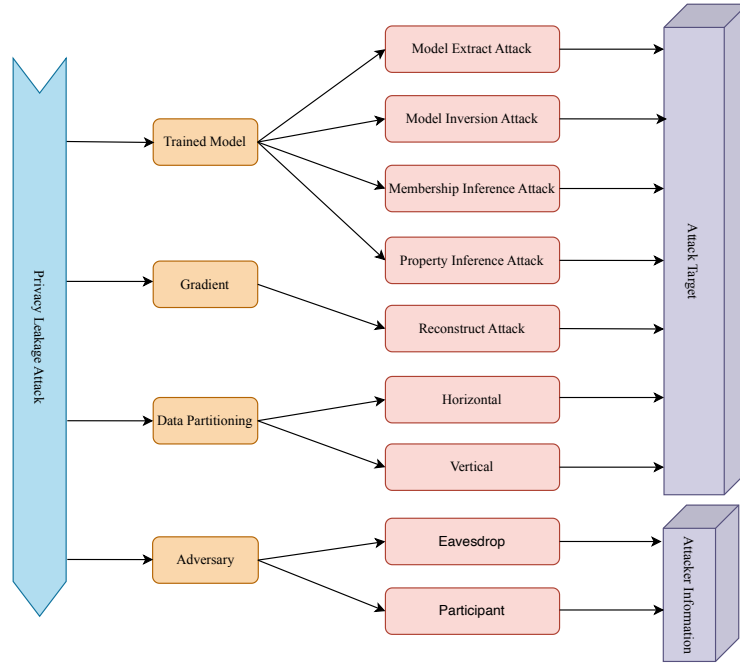 Privacy Leakage Attack
Trained Model
Gradient
Data Partitioning
Adversary
Model Extract Attack
Model Inversion Attack
Membership Inference Attack
Property Inference Attack
Reconstruct Attack
Horizontal
Vertical
Eavesdrop
Participant
Attack Target
Attacker Information